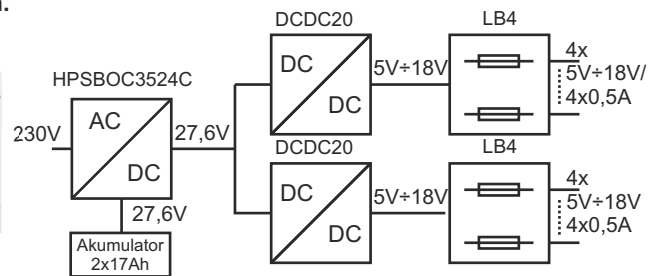 n.
DCDC20
LB4
DC
DC
5V÷18V
4x
5V÷18V/
4x0,5A
HPSBOC3524C
230V
AC
DC
27,6V
27,6V
Akumulator
2x17Ah
DCDC20
LB4
DC
DC
5V÷18V
4x
5V÷18V
4x0,5A